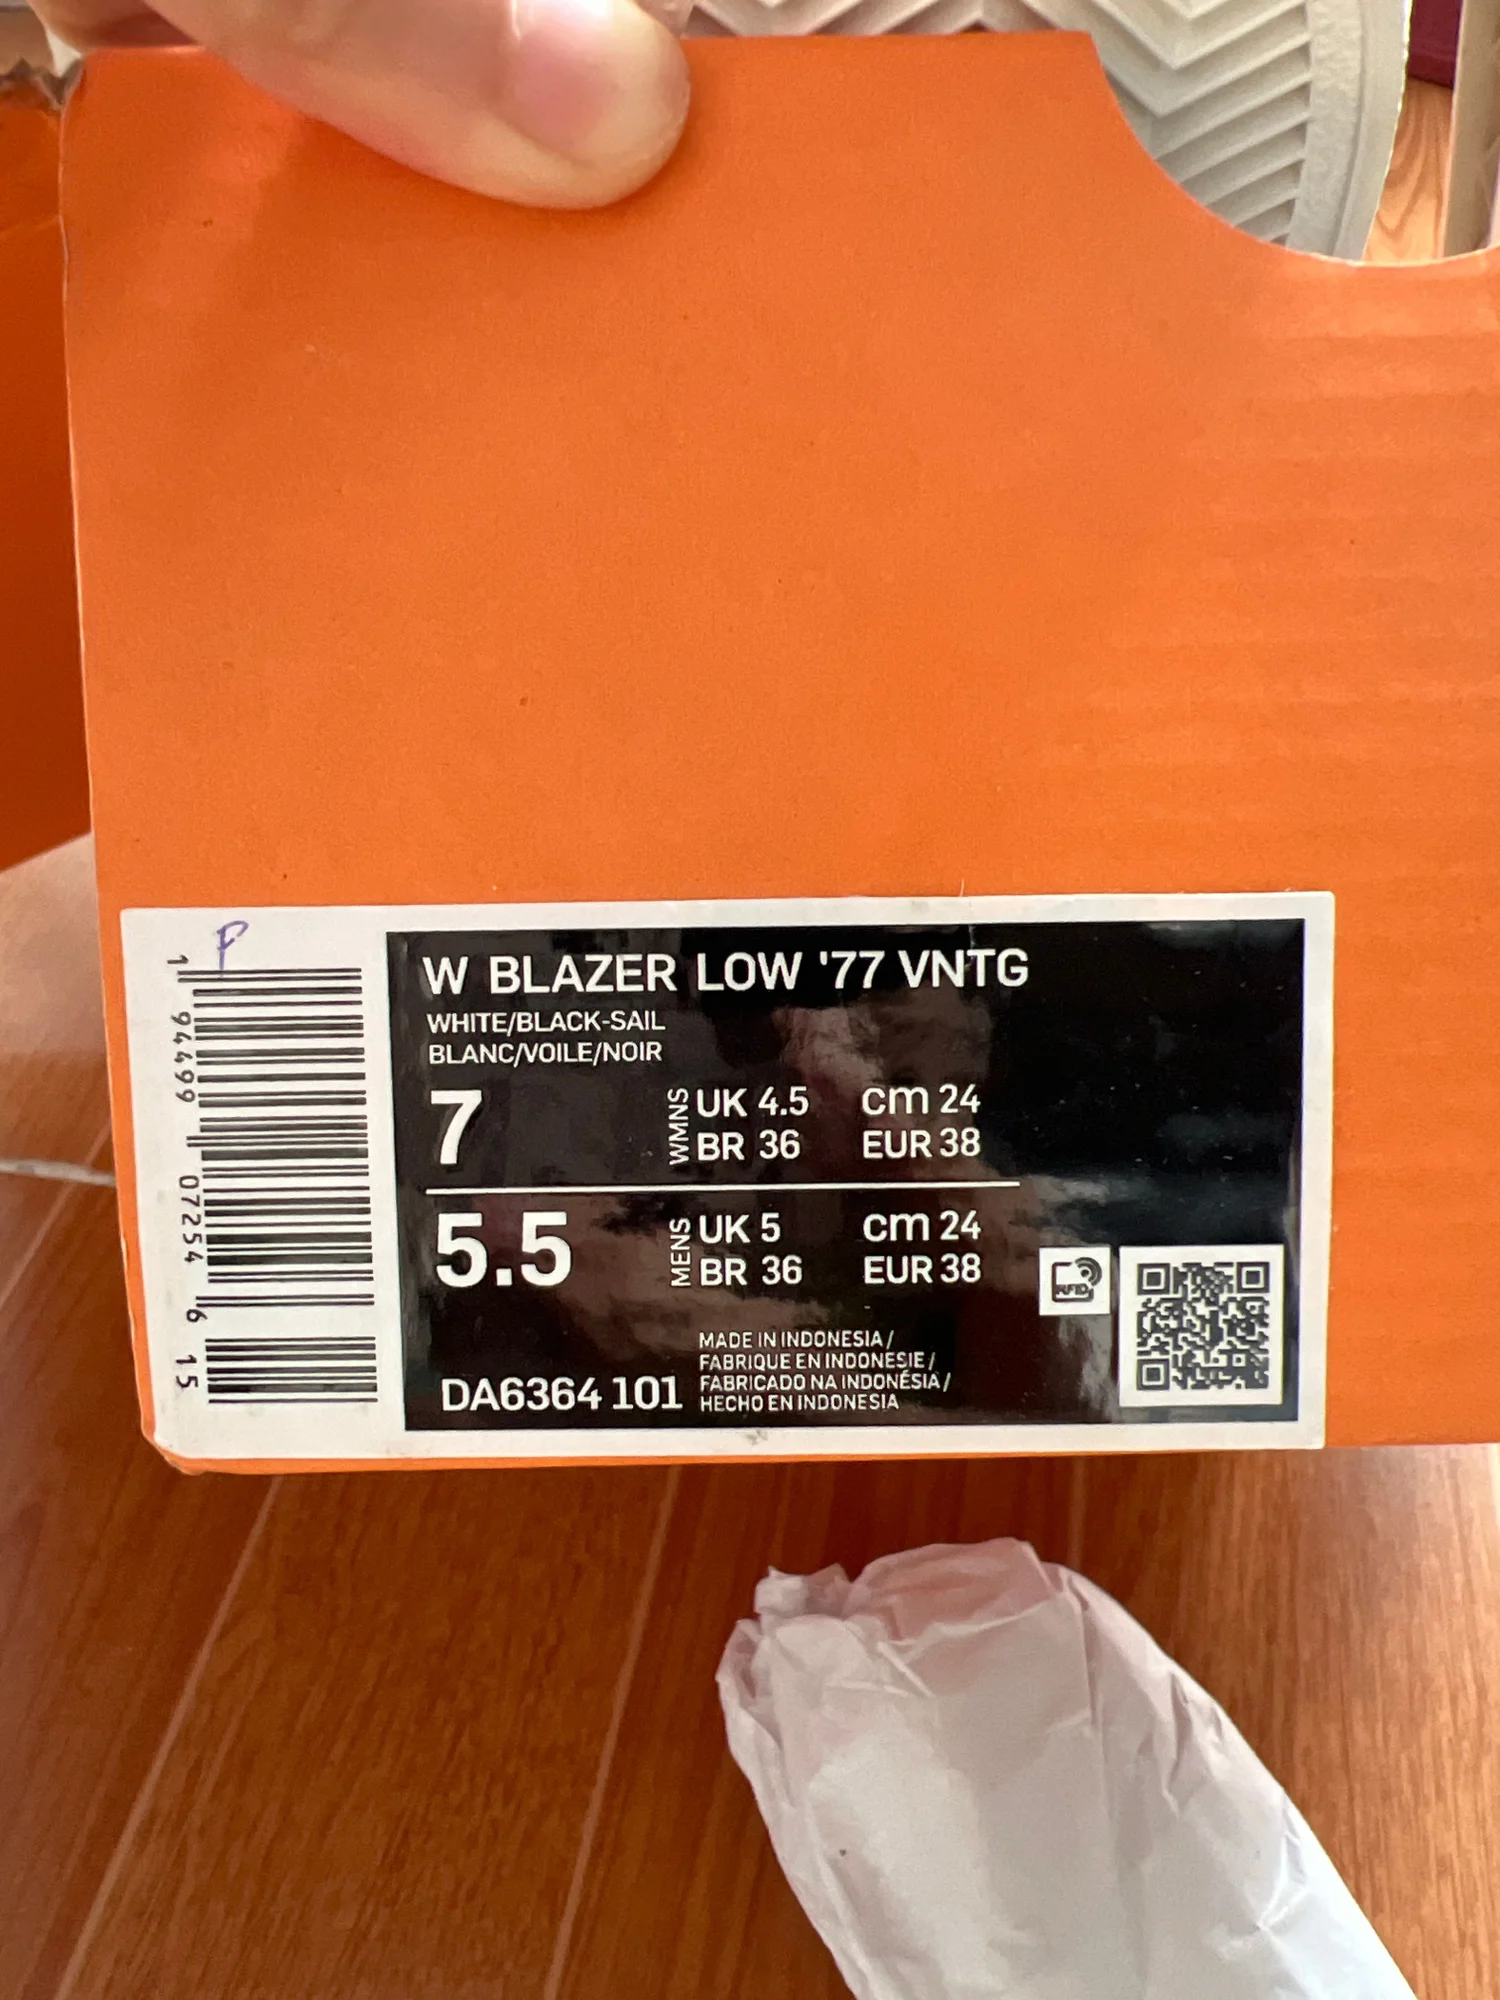 P
1 94499 07254 6 15
W BLAZER LOW '77 VNTG
WHITE/BLACK-SAIL
BLANC/VOILE/NOIR
7 WMNS UK 4.5 cm 24
BR 36 EUR 38
5.5 MENS UK 5 cm 24
BR 36 EUR 38
RFID
MADE IN INDONESIA/
FABRIQUE EN INDONESIE/
FABRICADO NA INDONÉSIA/
HECHO EN INDONESIA
DA6364 101